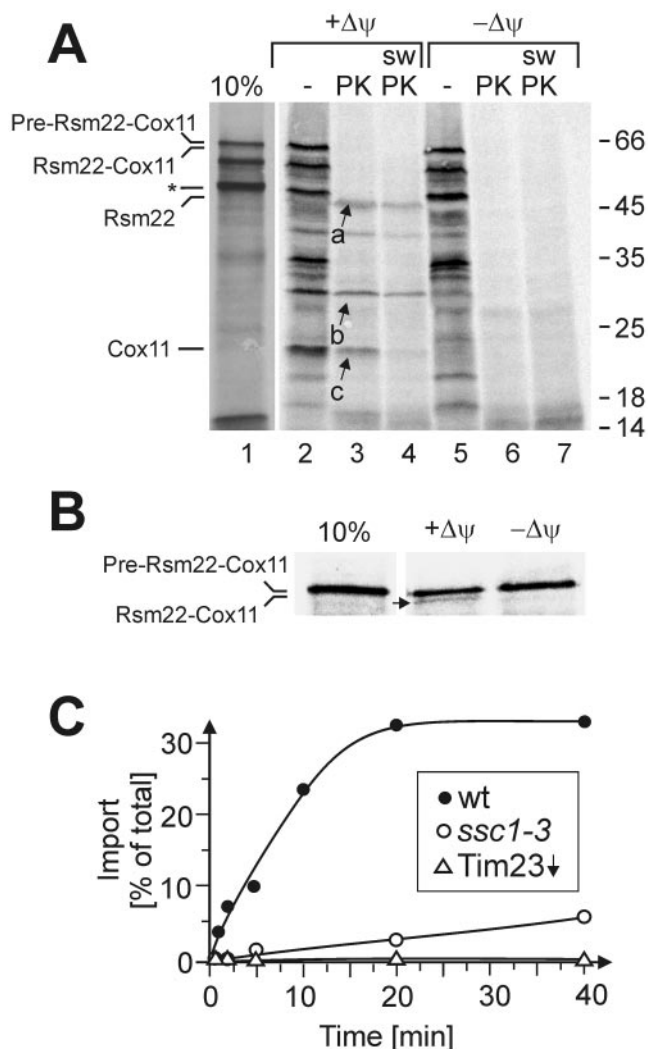 A
+Δψ -Δψ
sw sw
10% - PK PK - PK PK
Pre-Rsm22-Cox11
Rsm22-Cox11
*
Rsm22
Cox11
a
b
c
- 66
- 45
- 35
- 25
- 18
- 14
1 2 3 4 5 6 7
B
10% +Δψ -Δψ
Pre-Rsm22-Cox11
Rsm22-Cox11
C
Import
[% of total]
30
20
10
0
wt
ssc1-3
Tim23↓
0 10 20 30 40
Time [min]